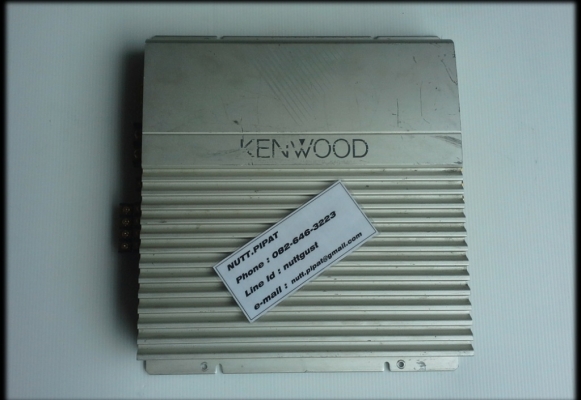 KENWOOD
NUTT.PIPAT
Phone : 082-646-3223
Line Id : nuttgust
e-mail : nutt.pipat@gmail.com